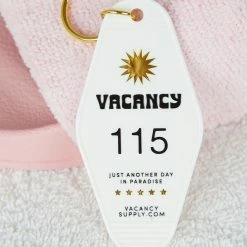 VACANCY
115
JUST ANOTHER DAY
IN PARADISE
VACANCY
SUPPLY.COM